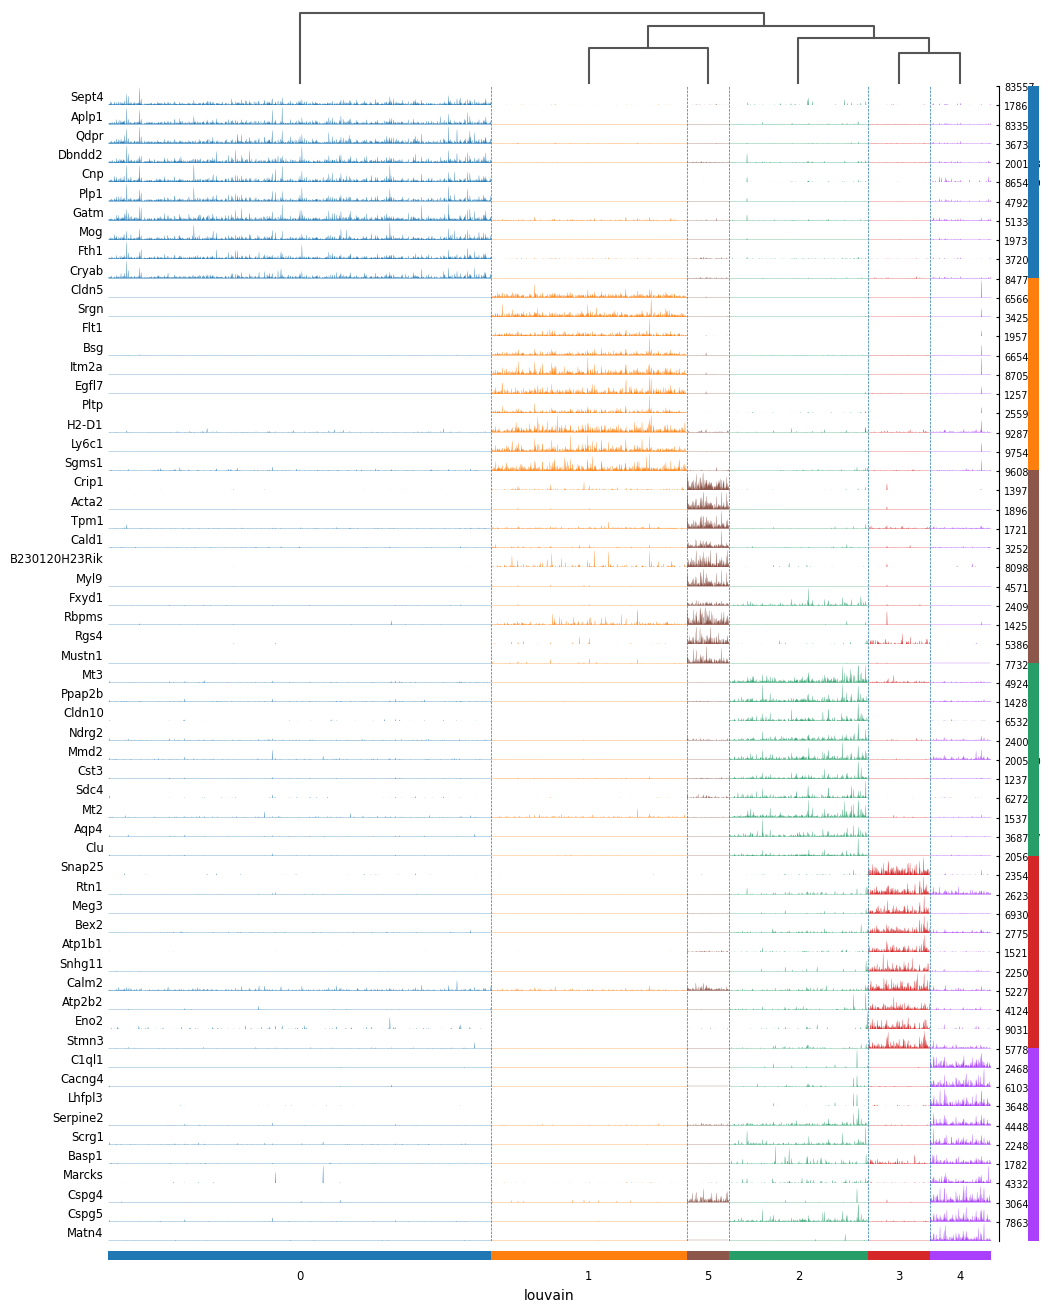 83557
Sept4
1786
Aplp1
8335
Qdpr
3673
Dbndd2
2001
Cnp
8654
Plp1
4792
Gatm
5133
Mog
1973
Fth1
3720
Cryab
8477
Cldn5
6566
Srgn
3425
Flt1
1957
Bsg
6654
Itm2a
8705
Egfl7
1257
Pltp
2559
H2-D1
9287
Ly6c1
9754
Sgms1
9608
Crip1
1397
Acta2
1896
Tpm1
1721
Cald1
3252
B230120H23Rik
8098
Myl9
4571
Fxyd1
2409
Rbpms
1425
Rgs4
5386
Mustn1
7732
Mt3
4924
Ppap2b
1428
Cldn10
6532
Ndrg2
2400
Mmd2
2005
Cst3
1237
Sdc4
6272
Mt2
1537
Aqp4
3687
Clu
2056
Snap25
2354
Rtn1
2623
Meg3
6930
Bex2
2775
Atp1b1
1521
Snhg11
2250
Calm2
5227
Atp2b2
4124
Eno2
9031
Stmn3
5778
C1ql1
2468
Cacng4
6103
Lhfpl3
3648
Serpine2
4448
Scrg1
2248
Basp1
1782
Marcks
4332
Cspg4
3064
Cspg5
7863
Matn4
0 1 5 2 3 4
louvain